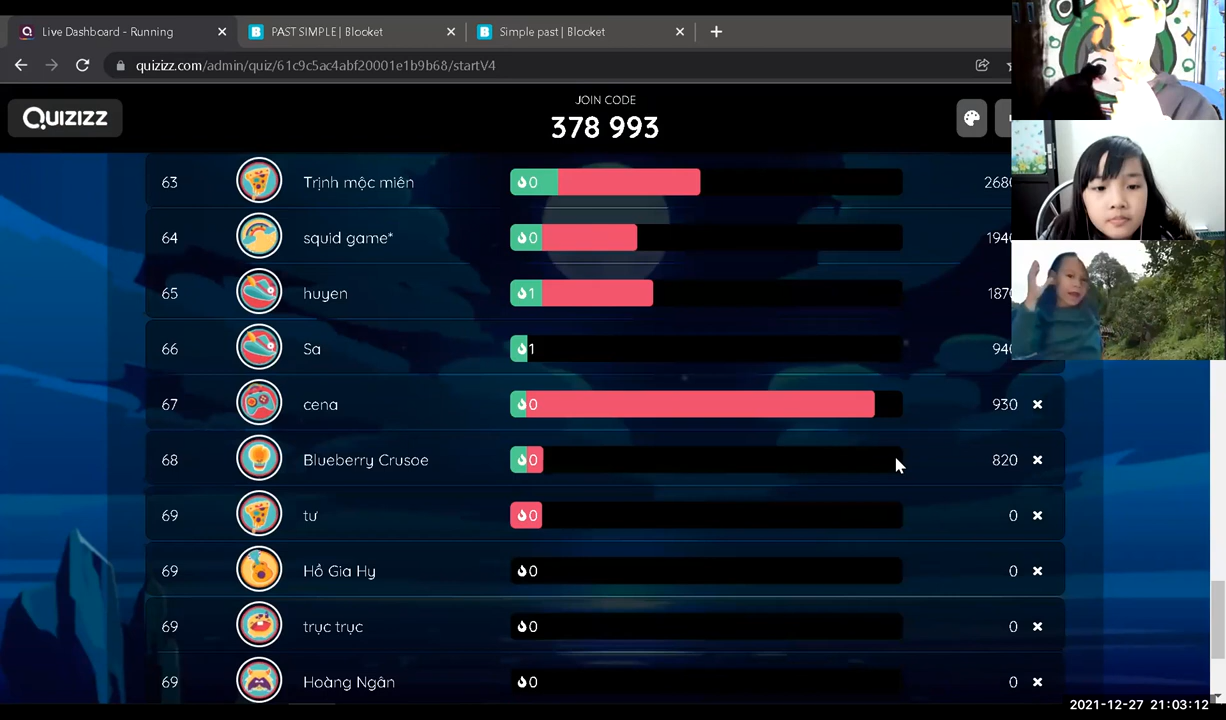 Live Dashboard - Running
PAST SIMPLE | Blooket
Simple past | Blooket
quizizz.com/admin/quiz/61c9c5ac4abf20001e1b9b68/startV4
QUIZIZZ
JOIN CODE
378 993
63 Trịnh mộc miên 0 2680
64 squid game* 0
65 huyen 1
66 Sa 1
67 cena 0 930
68 Blueberry Crusoe 0 820
69 tư 0 0
69 Hồ Gia Hy 0 0
69 trục trục 0 0
69 Hoàng Ngân 0 0
2021-12-27 21:03:12